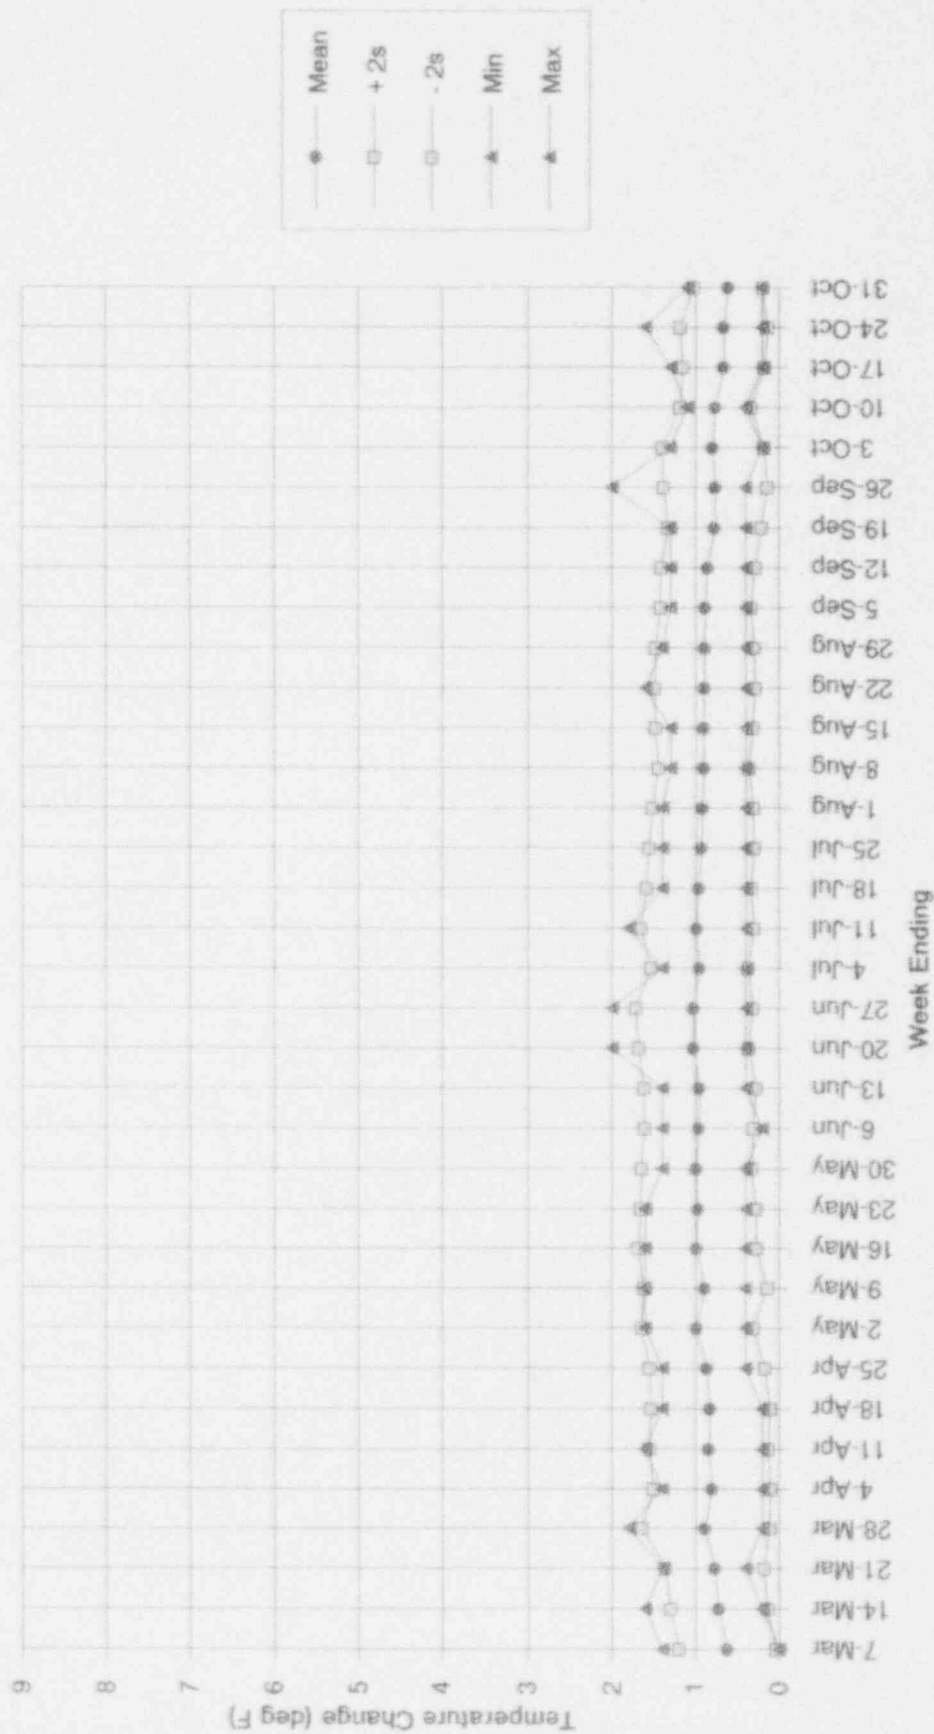 Mean
+ 2s
- 2s
Min
Max
Temperature Change (deg F)
9
8
7
6
5
4
3
2
1
0
7-Mar
14-Mar
21-Mar
28-Mar
4-Apr
11-Apr
18-Apr
25-Apr
2-May
9-May
16-May
23-May
30-May
6-Jun
13-Jun
20-Jun
27-Jun
4-Jul
11-Jul
18-Jul
25-Jul
1-Aug
8-Aug
15-Aug
22-Aug
29-Aug
5-Sep
12-Sep
19-Sep
26-Sep
3-Oct
10-Oct
17-Oct
24-Oct
31-Oct
Week Ending